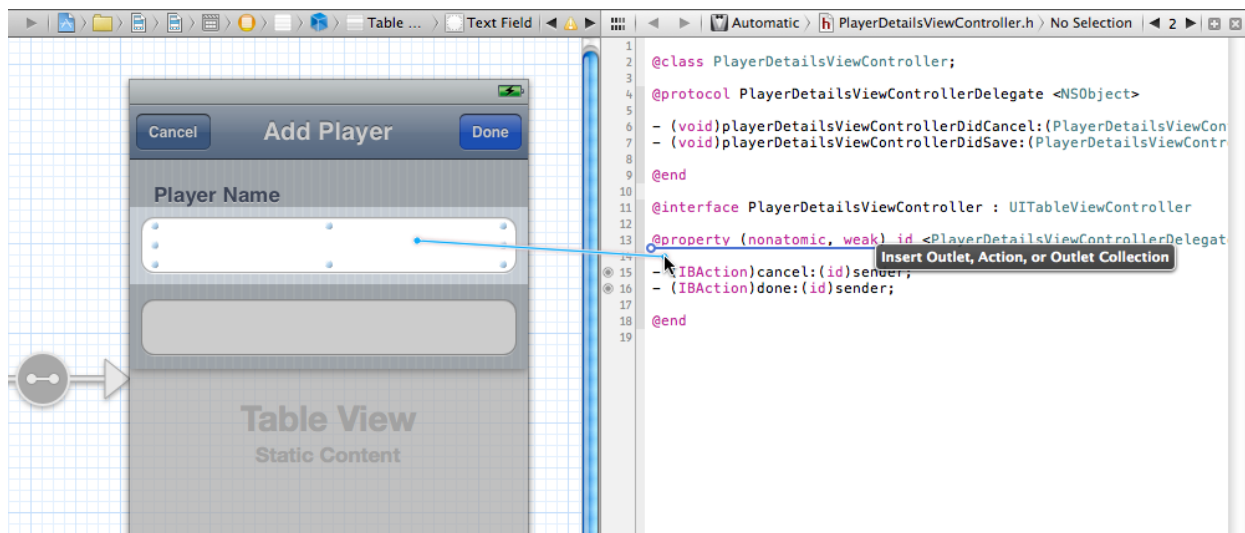 Table ... Text Field
Automatic PlayerDetailsViewController.h No Selection 2
Cancel Add Player Done
Player Name
Table View
Static Content
1
2 @class PlayerDetailsViewController;
3
4 @protocol PlayerDetailsViewControllerDelegate <NSObject>
5
6 - (void)playerDetailsViewControllerDidCancel:(PlayerDetailsViewCon
7 - (void)playerDetailsViewControllerDidSave:(PlayerDetailsViewContr
8
9 @end
10
11 @interface PlayerDetailsViewController : UITableViewController
12
13 @property (nonatomic, weak) id <PlayerDetailsViewControllerDelegat
Insert Outlet, Action, or Outlet Collection
14
15 - (IBAction)cancel:(id)sender;
16 - (IBAction)done:(id)sender;
17
18 @end
19